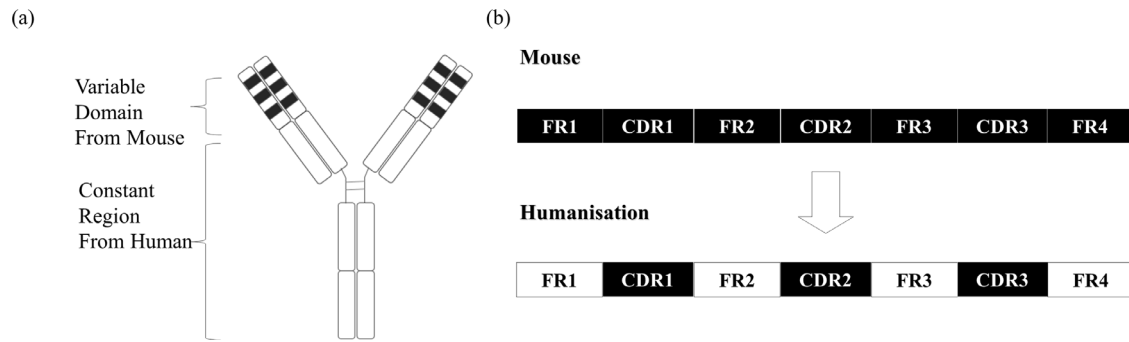 (a)
Variable
Domain
From Mouse
Constant
Region
From Human
(b)
Mouse
FR1 CDR1 FR2 CDR2 FR3 CDR3 FR4
Humanisation
FR1 CDR1 FR2 CDR2 FR3 CDR3 FR4